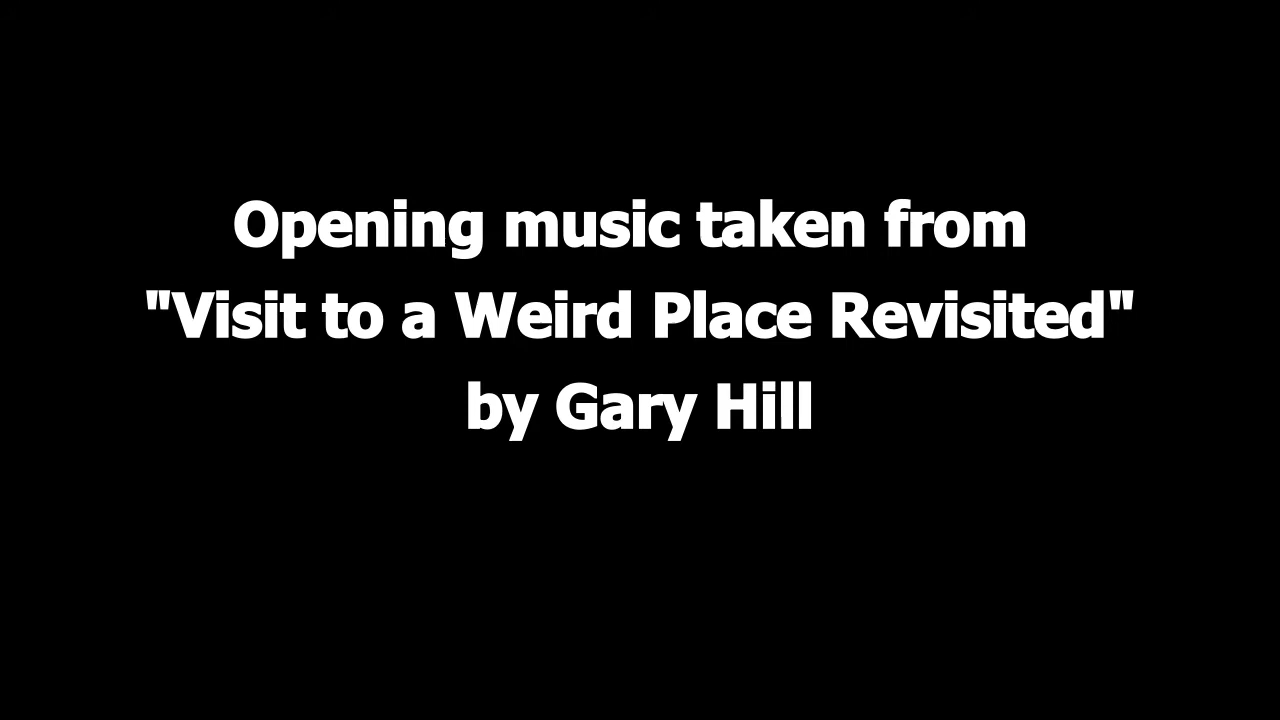 Opening music taken from
"Visit to a Weird Place Revisited"
by Gary Hill